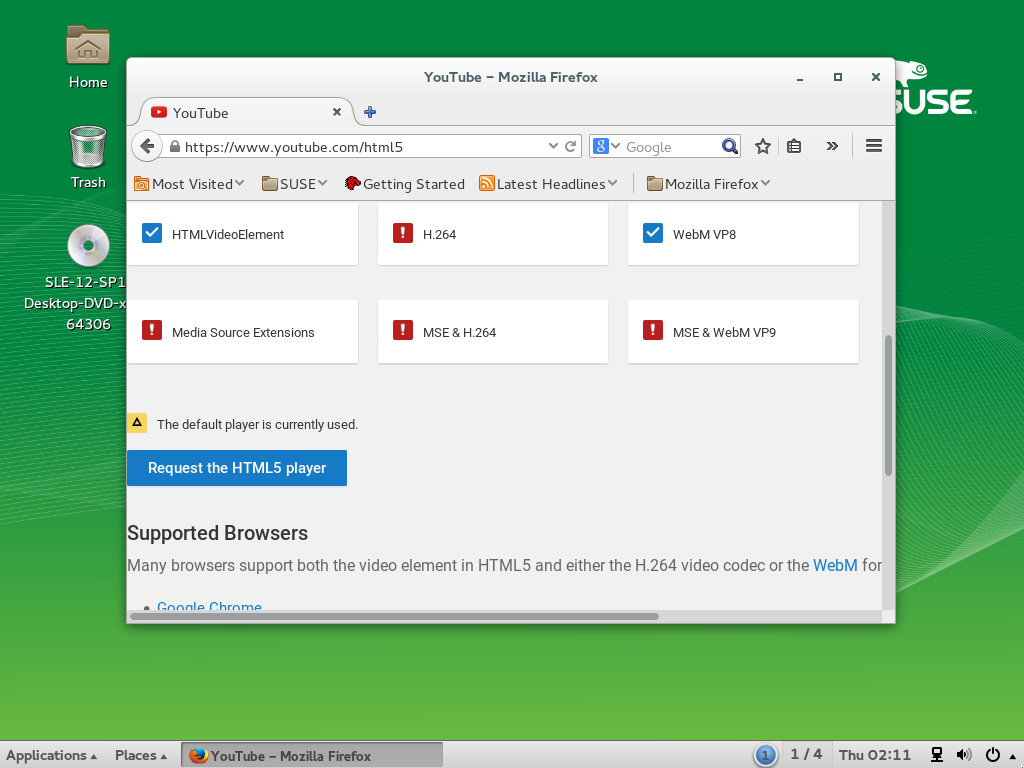 Home
Trash
SLE-12-SP1
Desktop-DVD-x
64306
SUSE
YouTube – Mozilla Firefox
YouTube
https://www.youtube.com/html5
8 Google
Most Visited SUSE Getting Started Latest Headlines Mozilla Firefox
HTMLVideoElement H.264 WebM VP8
Media Source Extensions MSE & H.264 MSE & WebM VP9
The default player is currently used.
Request the HTML5 player
Supported Browsers
Many browsers support both the video element in HTML5 and either the H.264 video codec or the WebM for
Google Chrome
Applications Places YouTube – Mozilla Firefox 1 1 / 4 Thu 02:11